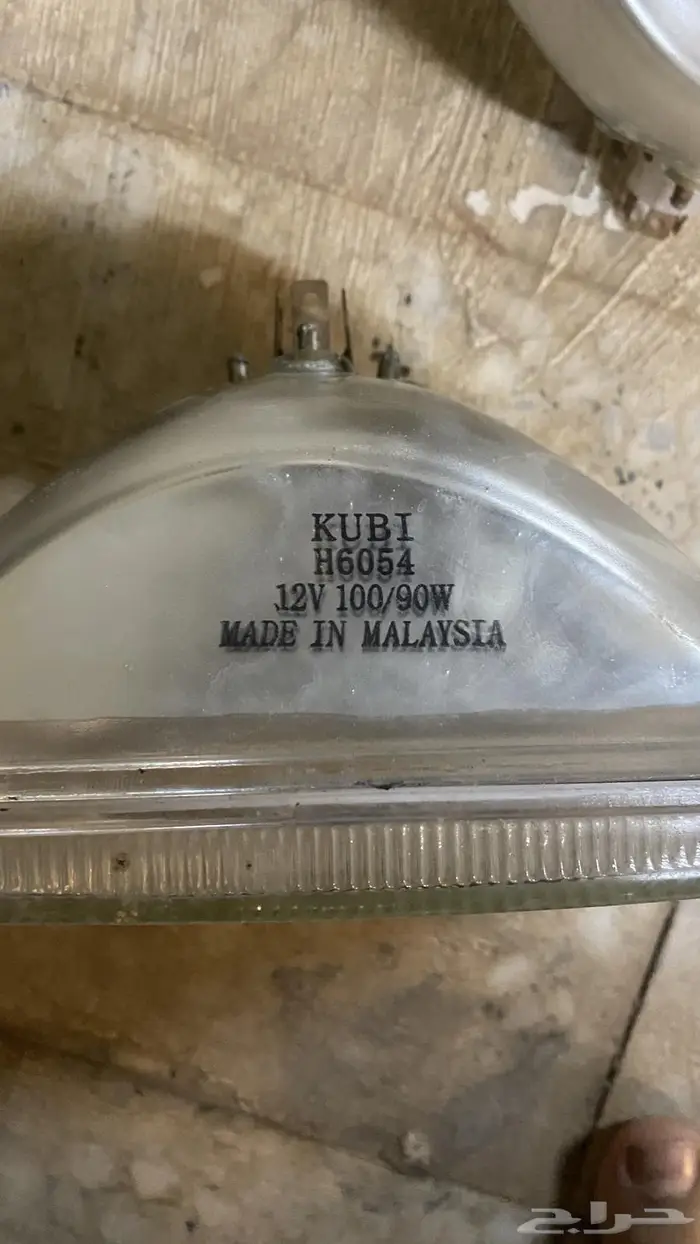 KUBI
H6054
12V 100/90W
MADE IN MALAYSIA
حراج